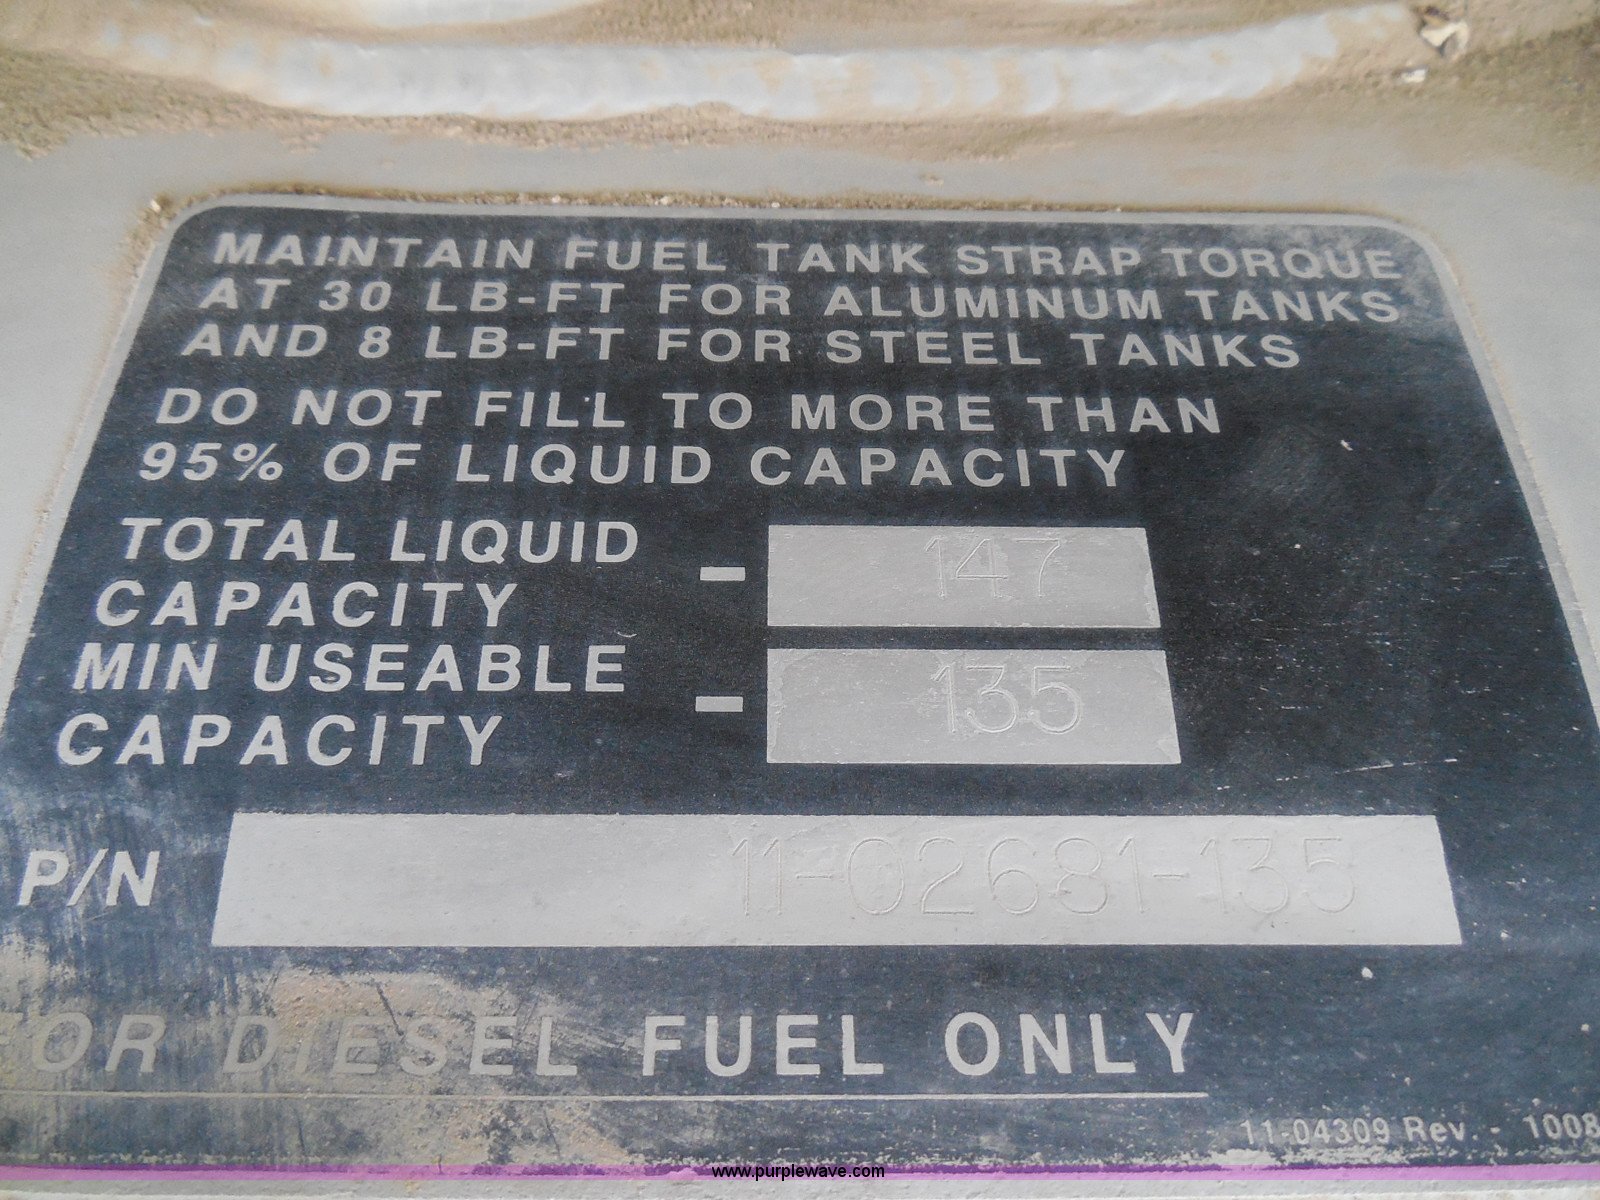 MAINTAIN FUEL TANK STRAP TORQUE
AT 30 LB-FT FOR ALUMINUM TANKS
AND 8 LB-FT FOR STEEL TANKS
DO NOT FILL TO MORE THAN
95% OF LIQUID CAPACITY
TOTAL LIQUID
CAPACITY - 147
MIN USEABLE
CAPACITY - 135
P/N 11-02681-135
FOR DIESEL FUEL ONLY
11-04309 Rev. - 1008
www.purplewave.com